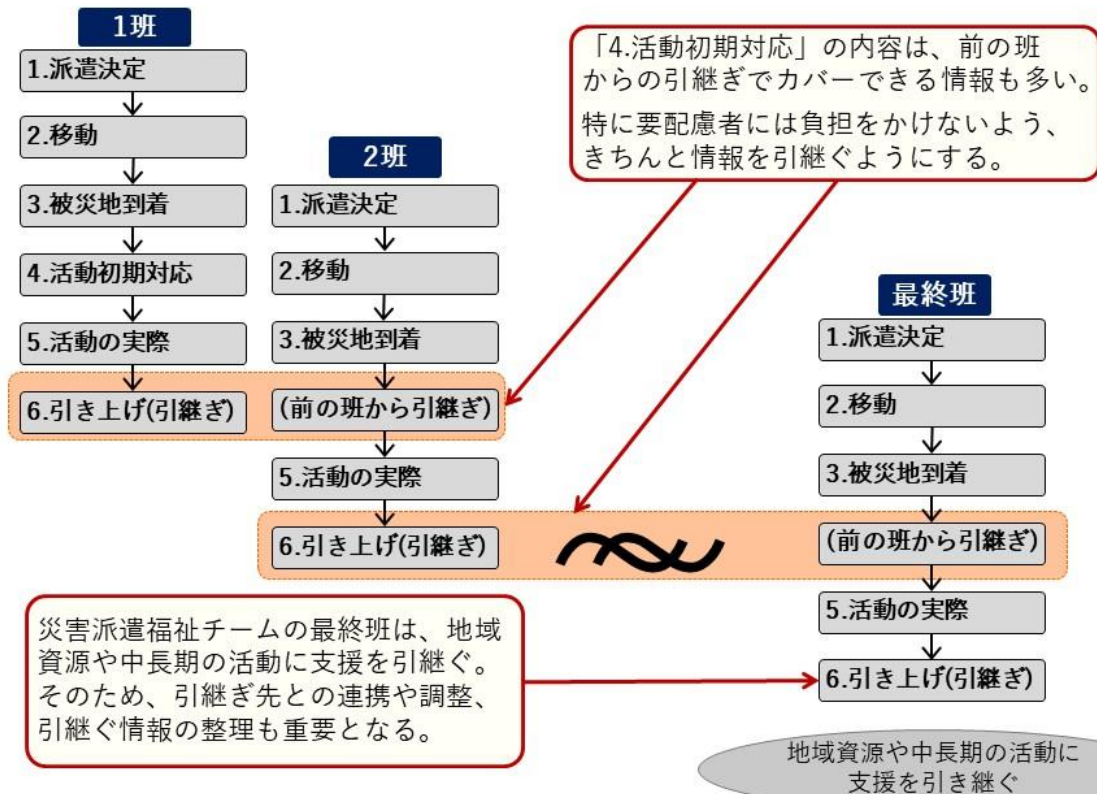 1班
1.派遣決定
2.移動
3.被災地到着
4.活動初期対応
5.活動の実際
6.引き上げ(引継ぎ)
2班
1.派遣決定
2.移動
3.被災地到着
(前の班から引継ぎ)
5.活動の実際
6.引き上げ(引継ぎ)
「4.活動初期対応」の内容は、前の班
からの引継ぎでカバーできる情報も多い。
特に要配慮者には負担をかけないよう、
きちんと情報を引継ぐようにする。
最終班
1.派遣決定
2.移動
3.被災地到着
(前の班から引継ぎ)
5.活動の実際
6.引き上げ(引継ぎ)
災害派遣福祉チームの最終班は、地域
資源や中長期の活動に支援を引継ぐ。
そのため、引継ぎ先との連携や調整、
引継ぐ情報の整理も重要となる。
地域資源や中長期の活動に
支援を引き継ぐ